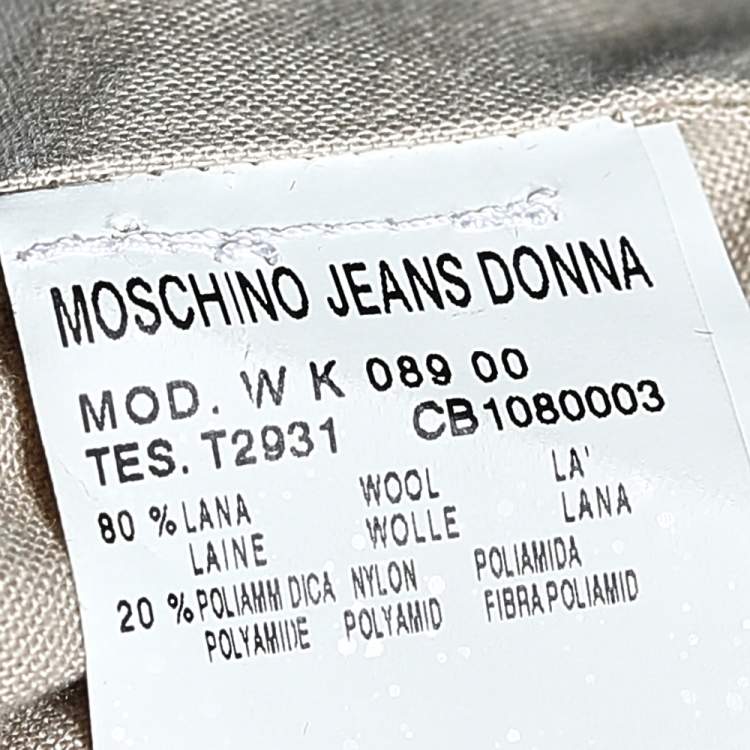 MOSCHINO JEANS DONNA
MOD. W K 089 00
TES. T2931 CB1080003
80 % LANA WOOL LA'
LAINE WOLLE LANA
20 % POLIAMM DICA NYLON POLIAMIDA
POLYAMIDE POLYAMID FIBRA POLIAMID